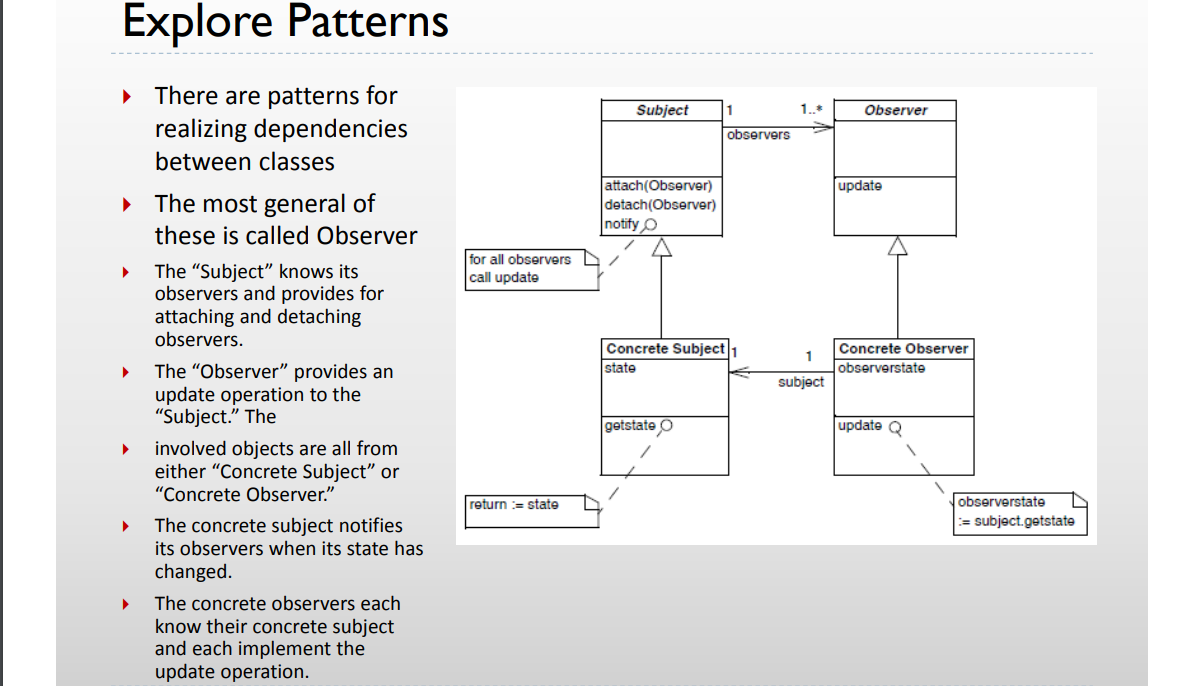 Explore Patterns
There are patterns for
realizing dependencies
between classes
The most general of
these is called Observer
The “Subject” knows its
observers and provides for
attaching and detaching
observers.
The “Observer” provides an
update operation to the
“Subject.” The
involved objects are all from
either “Concrete Subject” or
“Concrete Observer.”
The concrete subject notifies
its observers when its state has
changed.
The concrete observers each
know their concrete subject
and each implement the
update operation.
Subject
1
1..*
observers
Observer
attach(Observer)
detach(Observer)
notify
update
for all observers
call update
Concrete Subject
1
1
subject
Concrete Observer
state
observerstate
getstate
update
return := state
observerstate
:= subject.getstate